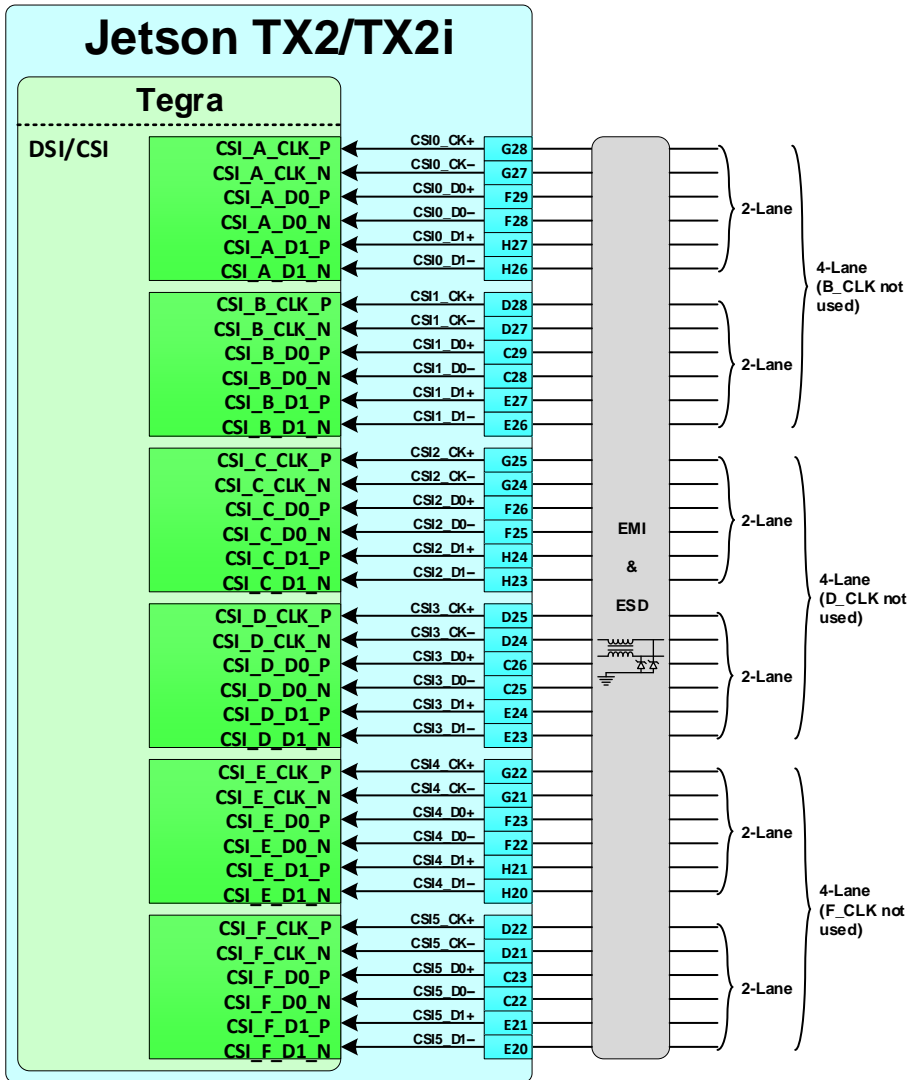 Jetson TX2/TX2i
Tegra
DSI/CSI
CSI_A_CLK_P CSI0_CK+ G28
CSI_A_CLK_N CSI0_CK– G27
CSI_A_D0_P CSI0_D0+ F29
CSI_A_D0_N CSI0_D0– F28
CSI_A_D1_P CSI0_D1+ H27
CSI_A_D1_N CSI0_D1– H26
2-Lane
CSI_B_CLK_P CSI1_CK+ D28
CSI_B_CLK_N CSI1_CK– D27
CSI_B_D0_P CSI1_D0+ C29
CSI_B_D0_N CSI1_D0– C28
CSI_B_D1_P CSI1_D1+ E27
CSI_B_D1_N CSI1_D1– E26
2-Lane
4-Lane
(B_CLK not
used)
CSI_C_CLK_P CSI2_CK+ G25
CSI_C_CLK_N CSI2_CK– G24
CSI_C_D0_P CSI2_D0+ F26
CSI_C_D0_N CSI2_D0– F25
CSI_C_D1_P CSI2_D1+ H24
CSI_C_D1_N CSI2_D1– H23
2-Lane
EMI
&
ESD
CSI_D_CLK_P CSI3_CK+ D25
CSI_D_CLK_N CSI3_CK– D24
CSI_D_D0_P CSI3_D0+ C26
CSI_D_D0_N CSI3_D0– C25
CSI_D_D1_P CSI3_D1+ E24
CSI_D_D1_N CSI3_D1– E23
2-Lane
4-Lane
(D_CLK not
used)
CSI_E_CLK_P CSI4_CK+ G22
CSI_E_CLK_N CSI4_CK– G21
CSI_E_D0_P CSI4_D0+ F23
CSI_E_D0_N CSI4_D0– F22
CSI_E_D1_P CSI4_D1+ H21
CSI_E_D1_N CSI4_D1– H20
2-Lane
CSI_F_CLK_P CSI5_CK+ D22
CSI_F_CLK_N CSI5_CK– D21
CSI_F_D0_P CSI5_D0+ C23
CSI_F_D0_N CSI5_D0– C22
CSI_F_D1_P CSI5_D1+ E21
CSI_F_D1_N CSI5_D1– E20
2-Lane
4-Lane
(F_CLK not
used)